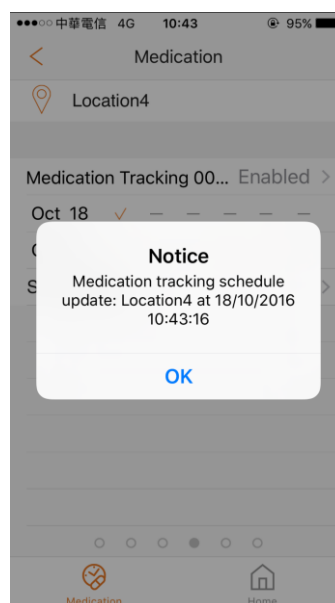 中華電信 4G 10:43 95%
Medication
Location4
Medication Tracking 00... Enabled
Oct 18
Notice
Medication tracking schedule
update: Location4 at 18/10/2016
10:43:16
OK
Medication Home